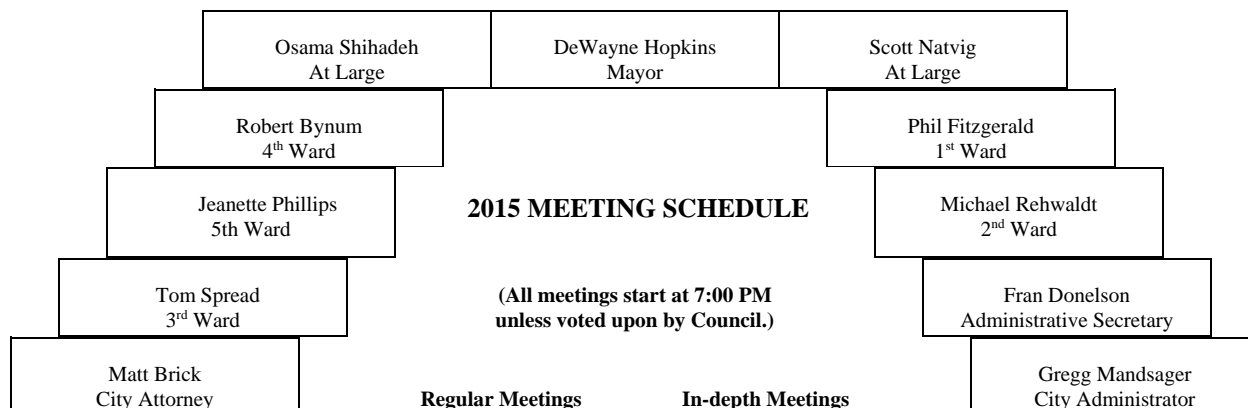 Osama Shihadeh
At Large
DeWayne Hopkins
Mayor
Scott Natvig
At Large
Robert Bynum
4th Ward
Phil Fitzgerald
1st Ward
Jeanette Phillips
5th Ward
2015 MEETING SCHEDULE
Michael Rehwaldt
2nd Ward
Tom Spread
3rd Ward
(All meetings start at 7:00 PM
unless voted upon by Council.)
Fran Donelson
Administrative Secretary
Matt Brick
City Attorney
Regular Meetings
In-depth Meetings
Gregg Mandsager
City Administrator